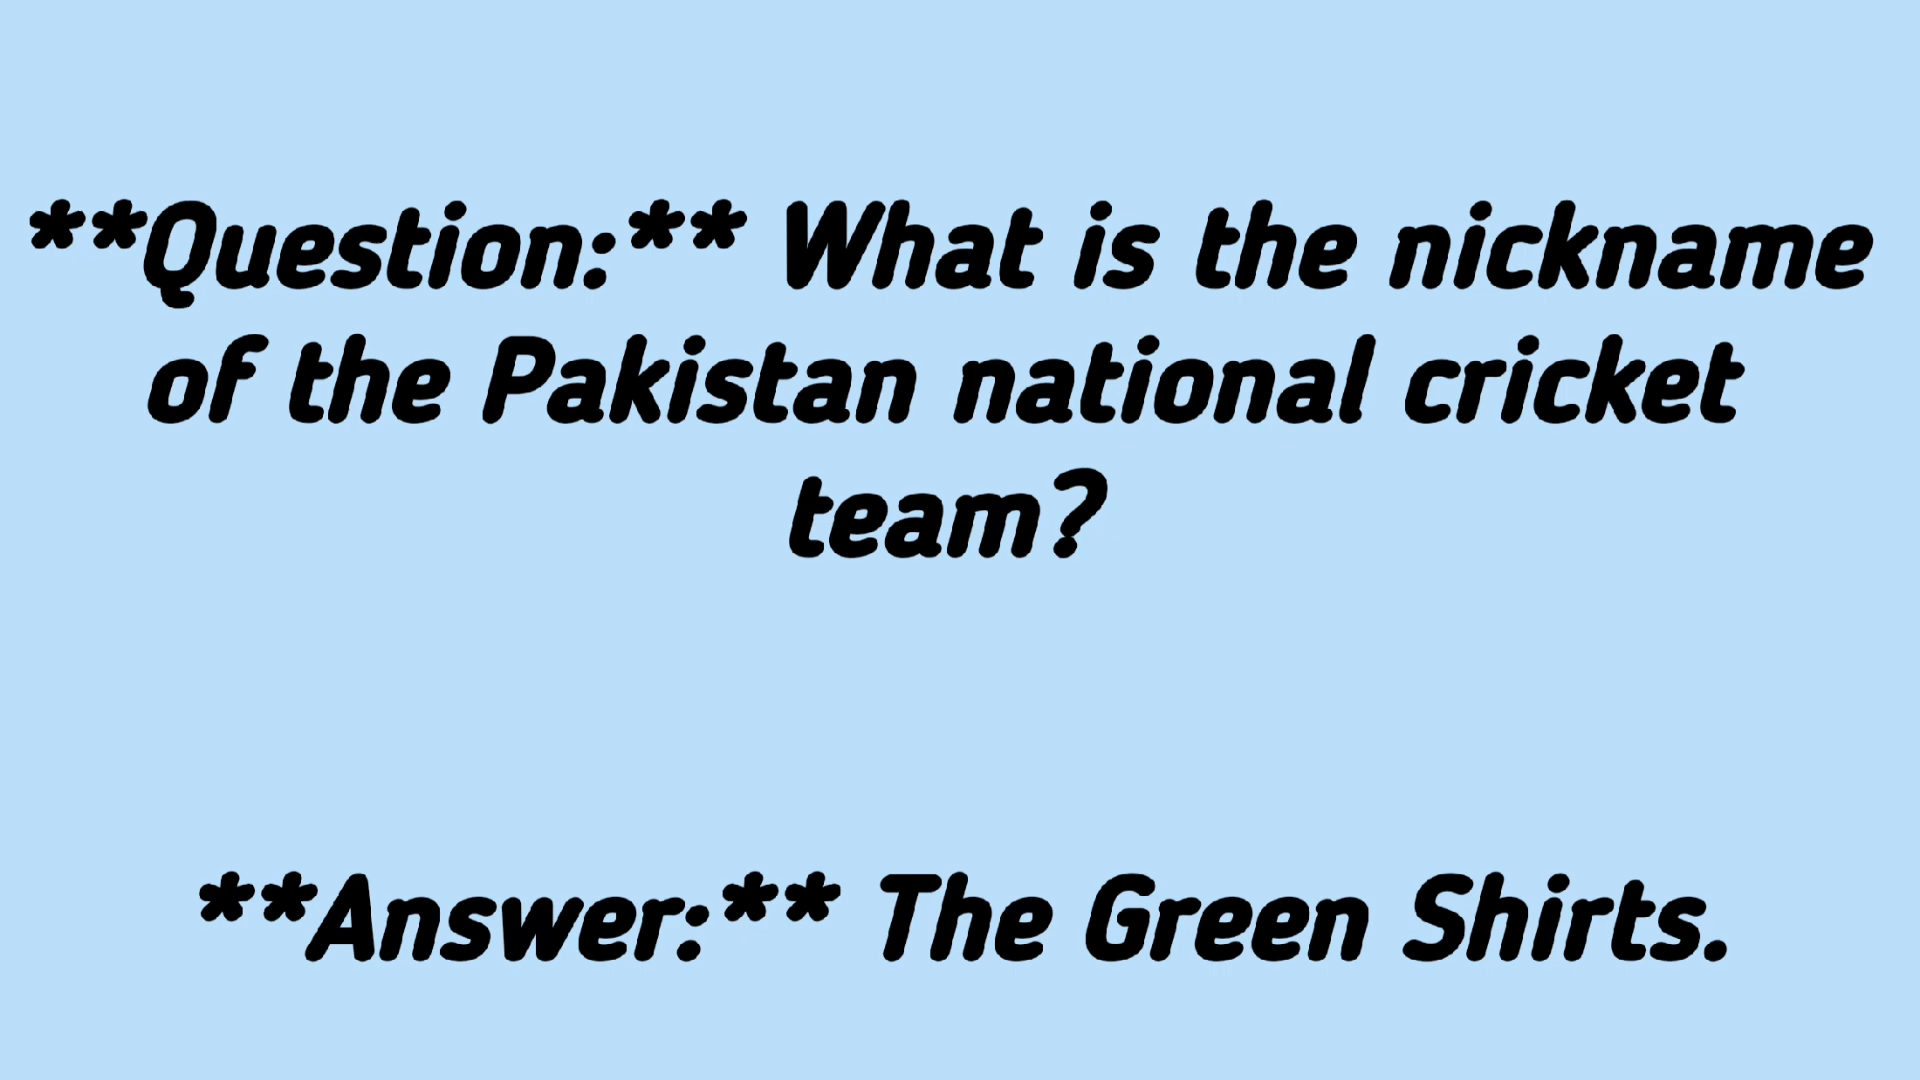 **Question:** What is the nickname
of the Pakistan national cricket
team?
**Answer:** The Green Shirts.